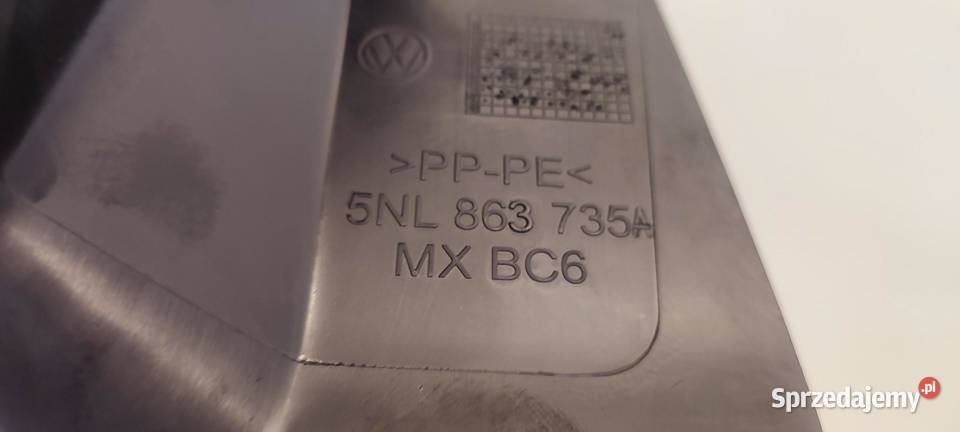 >PP-PE<
5NL 863 735A
MX BC6
Sprzedajemy.pl